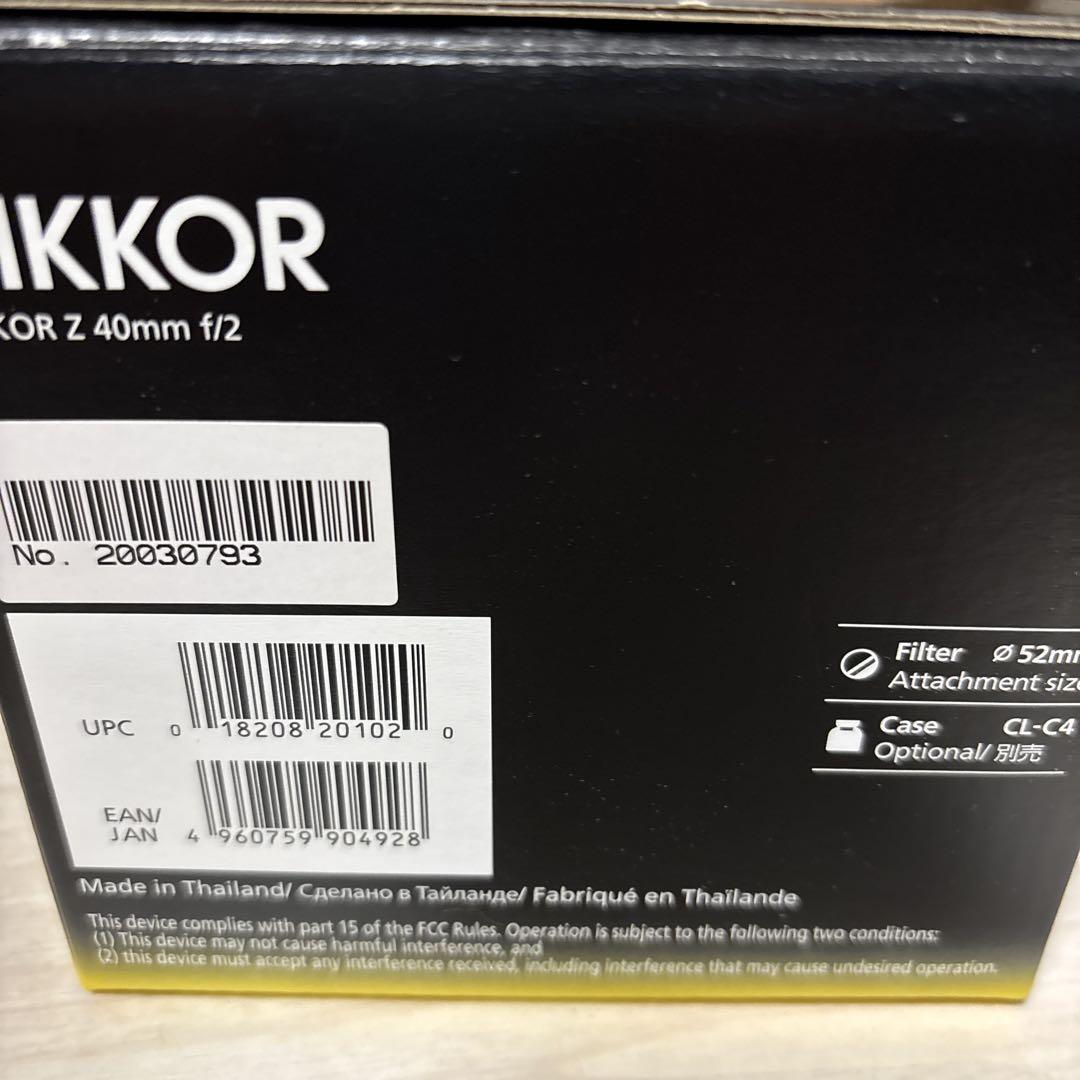 IKKOR
KOR Z 40mm f/2
No. 20030793
UPC 0 18208 20102 0
EAN/
JAN 4 960759 904928
Filter Ø 52mm
Attachment size
Case CL-C4
Optional/ 別売
Made in Thailand/ Сделано в Тайланде/ Fabriqué en Thaïlande
This device complies with part 15 of the FCC Rules. Operation is subject to the following two conditions:
(1) This device may not cause harmful interference, and
(2) this device must accept any interference received, including interference that may cause undesired operation.